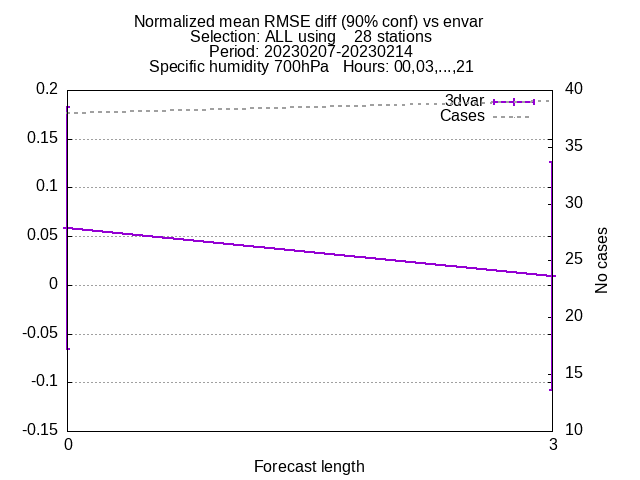 Normalized mean RMSE diff (90% conf) vs envar
Selection: ALL using    28 stations
Period: 20230207-20230214
Specific humidity 700hPa   Hours: 00,03,...,21
0.2
0.15
0.1
0.05
0
-0.05
-0.1
-0.15
40
35
30
25
20
15
10
3dvar
Cases
No cases
0
3
Forecast length